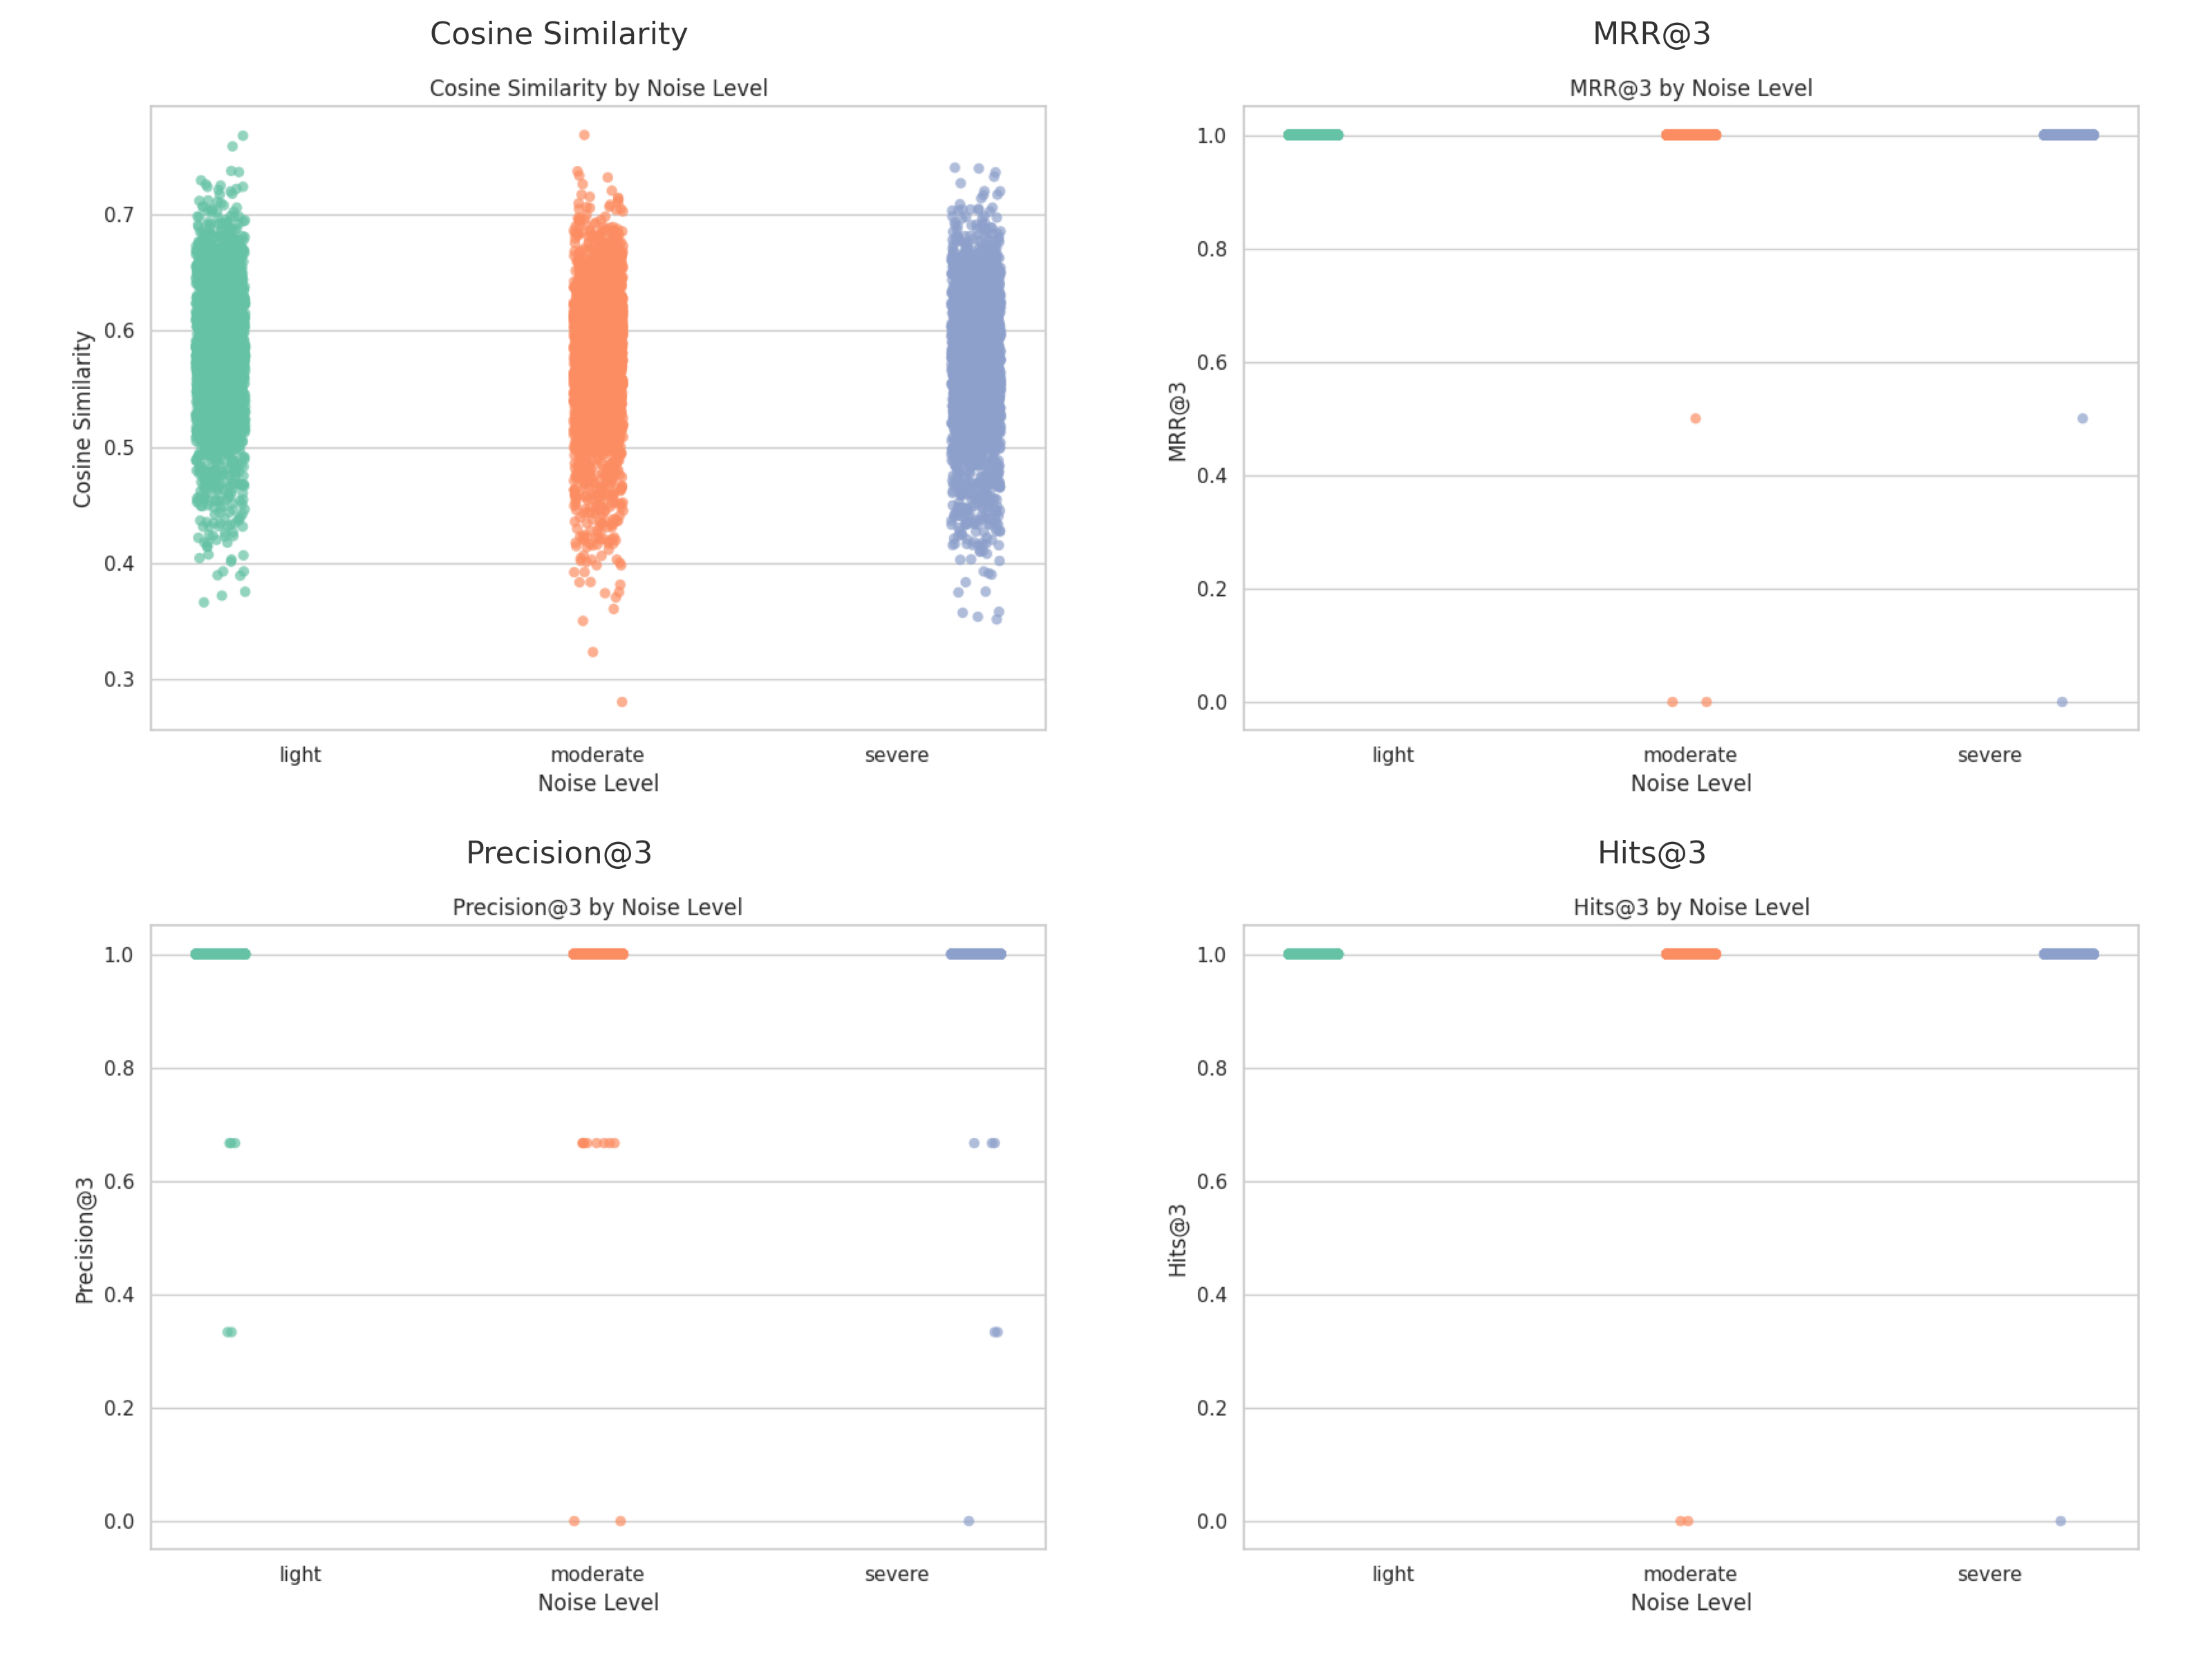 Cosine Similarity
Cosine Similarity by Noise Level
Cosine Similarity
0.7
0.6
0.5
0.4
0.3
light moderate severe
Noise Level
MRR@3
MRR@3 by Noise Level
MRR@3
1.0
0.8
0.6
0.4
0.2
0.0
light moderate severe
Noise Level
Precision@3
Precision@3 by Noise Level
Precision@3
1.0
0.8
0.6
0.4
0.2
0.0
light moderate severe
Noise Level
Hits@3
Hits@3 by Noise Level
Hits@3
1.0
0.8
0.6
0.4
0.2
0.0
light moderate severe
Noise Level